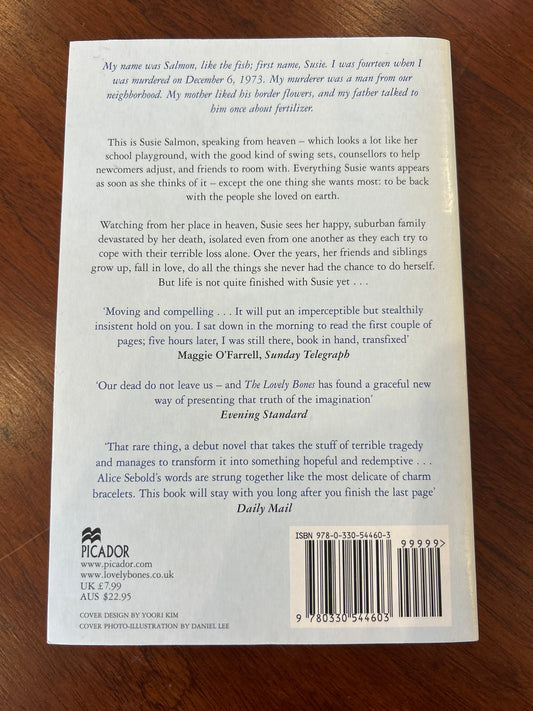 My name was Salmon, like the fish; first name, Susie. I was fourteen when I
was murdered on December 6, 1973. My murderer was a man from our
neighborhood. My mother liked his border flowers, and my father talked to
him once about fertilizer.
This is Susie Salmon, speaking from heaven – which looks a lot like her
school playground, with the good kind of swing sets, counsellors to help
newcomers adjust, and friends to room with. Everything Susie wants appears
as soon as she thinks of it – except the one thing she wants most: to be back
with the people she loved on earth.
Watching from her place in heaven, Susie sees her happy, suburban family
devastated by her death, isolated even from one another as they each try to
cope with their terrible loss alone. Over the years, her friends and siblings
grow up, fall in love, do all the things she never had the chance to do herself.
But life is not quite finished with Susie yet . . .
‘Moving and compelling . . . It will put an imperceptible but stealthily
insistent hold on you. I sat down in the morning to read the first couple of
pages; five hours later, I was still there, book in hand, transfixed’
Maggie O’Farrell, Sunday Telegraph
‘Our dead do not leave us – and The Lovely Bones has found a graceful new
way of presenting that truth of the imagination’
Evening Standard
‘That rare thing, a debut novel that takes the stuff of terrible tragedy
and manages to transform it into something hopeful and redemptive . . .
Alice Sebold’s words are strung together like the most delicate of charm
bracelets. This book will stay with you long after you finish the last page’
Daily Mail
PICADOR
www.picador.com
www.lovelybones.co.uk
UK £7.99
AUS $22.95
COVER DESIGN BY YOORI KIM
COVER PHOTO-ILLUSTRATION BY DANIEL LEE
ISBN 978-0-330-54460-3
99999>
9 780330 544603